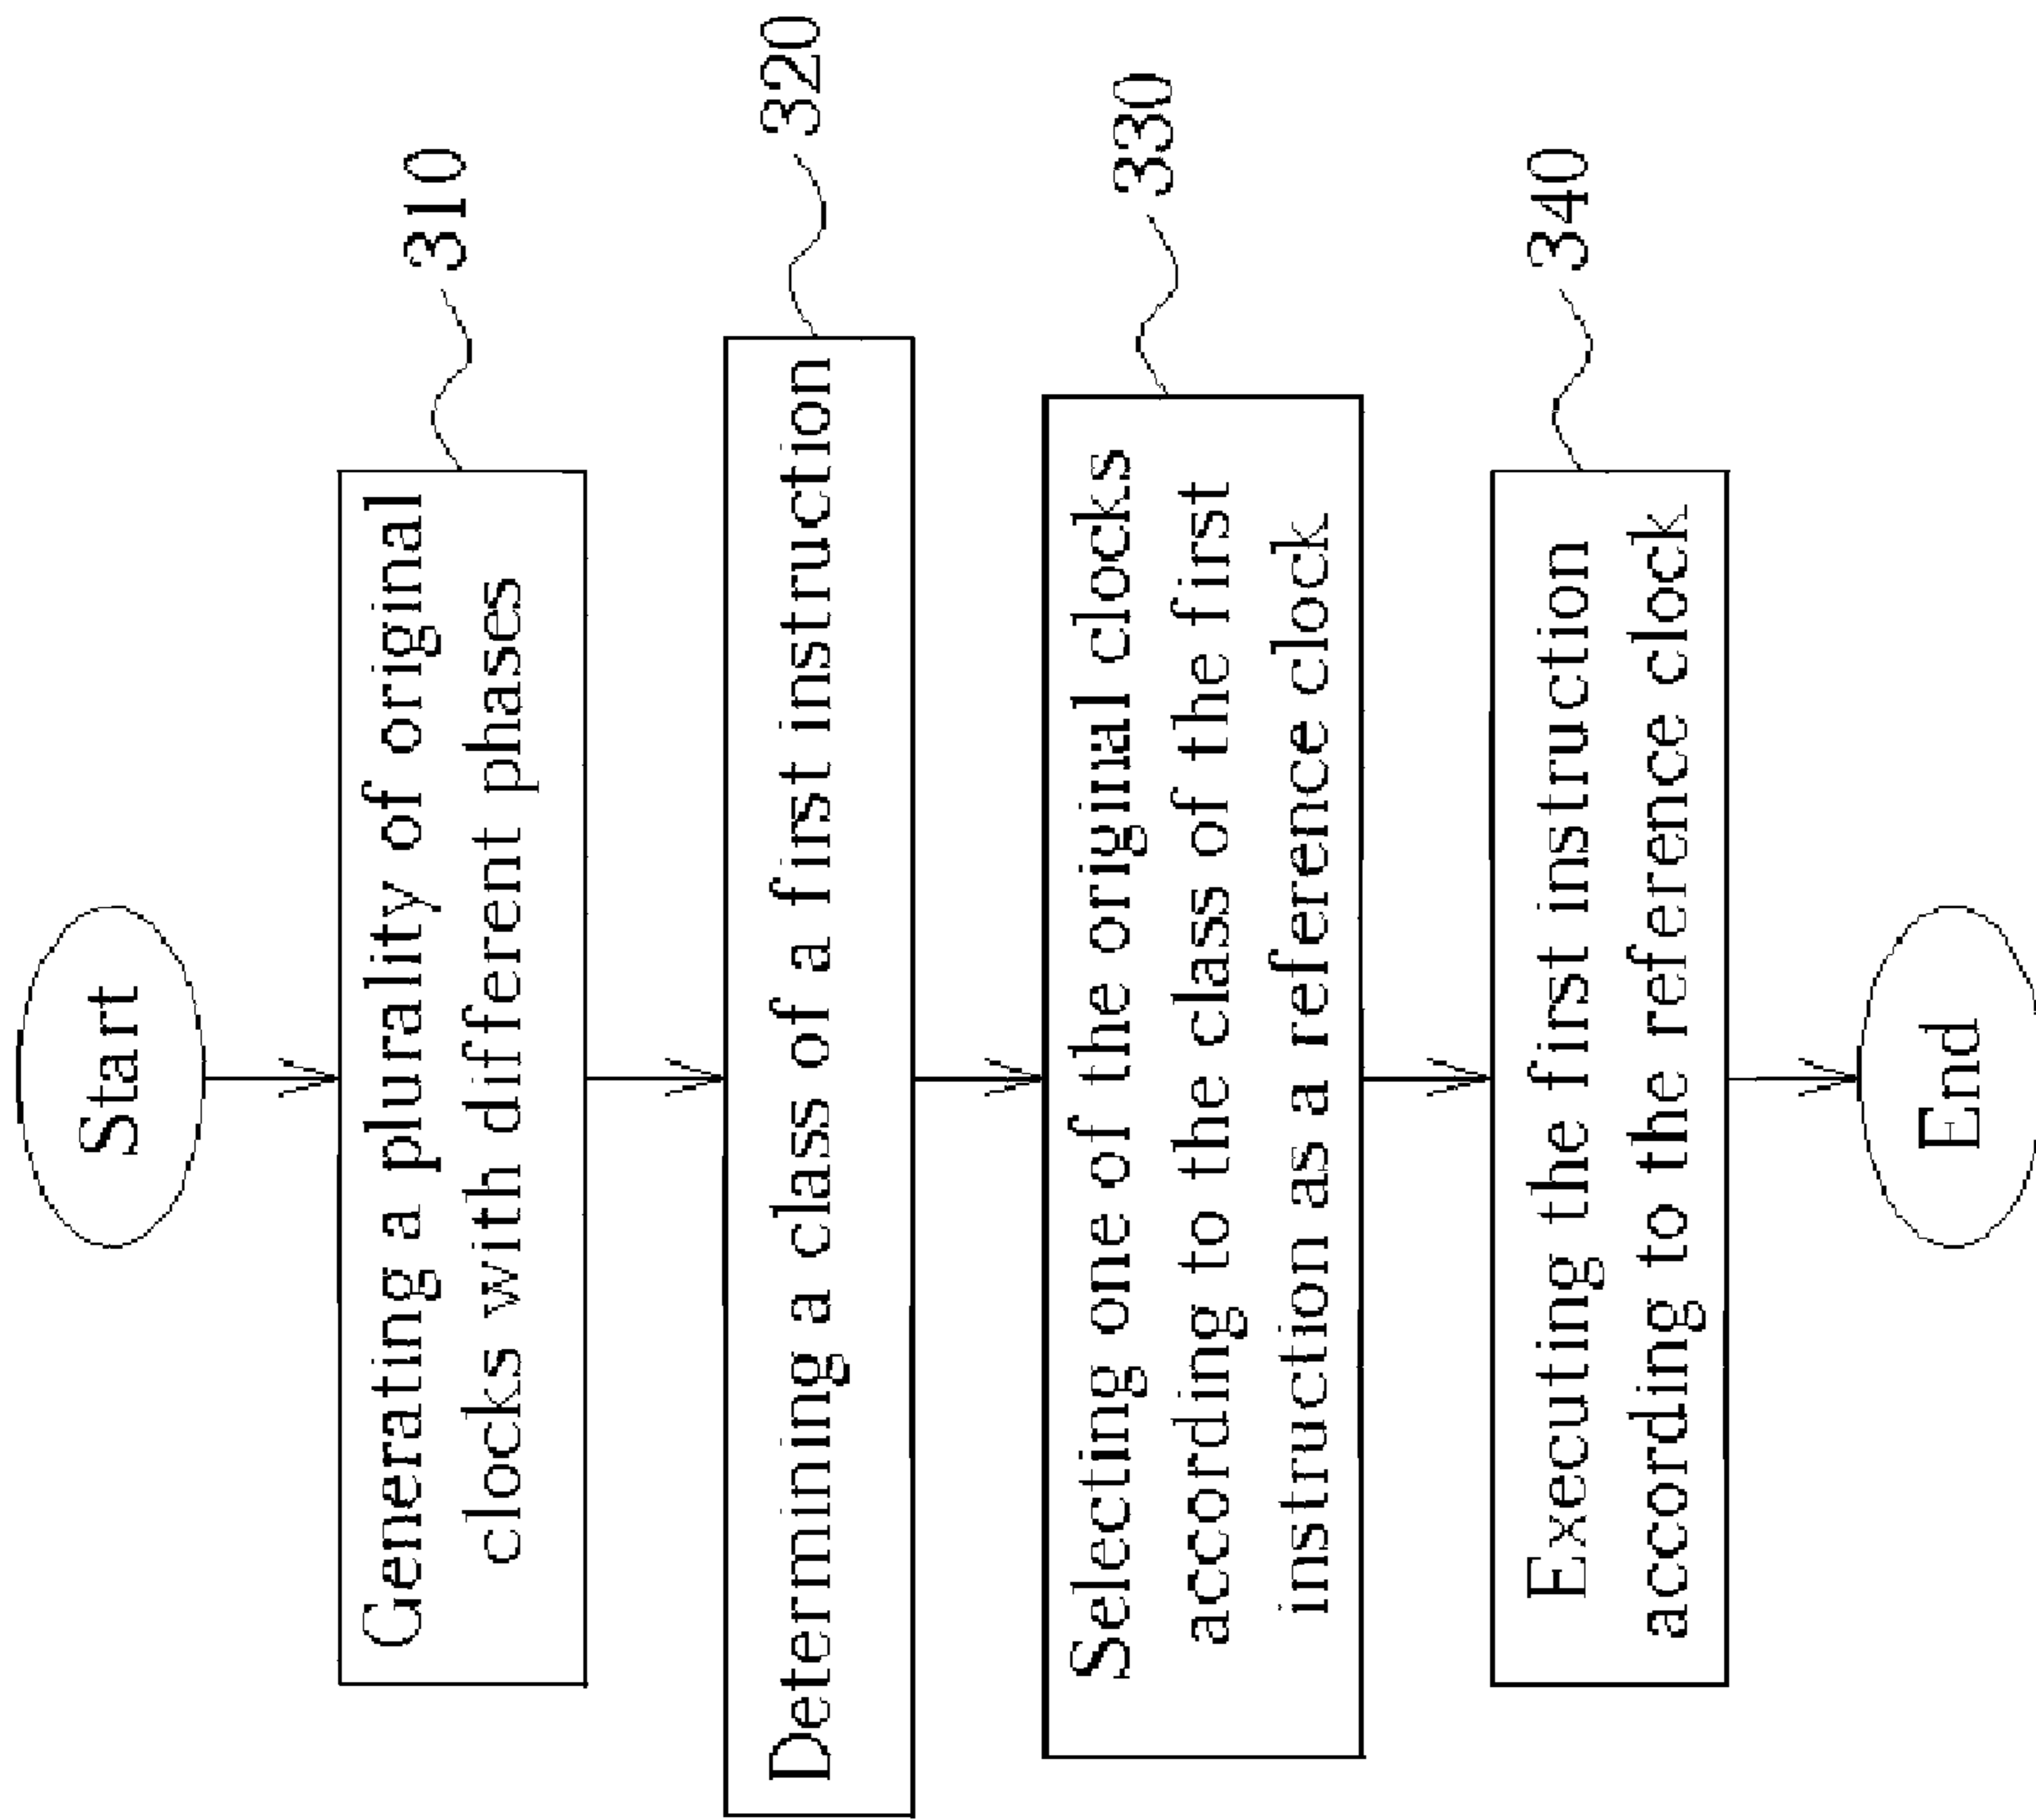 Start
Generating a plurality of original
clocks with different phases
310
Determining a class of a first instruction
320
Selecting one of the original clocks
according to the class of the first
instruction as a reference clock
330
Executing the first instruction
according to the reference clock
340
End